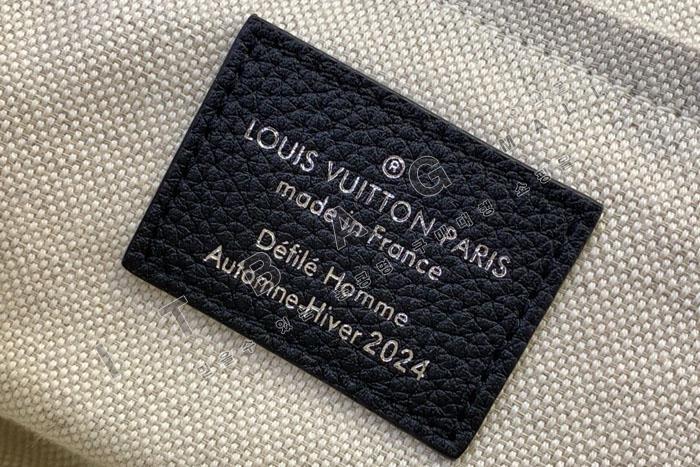 ®
LOUIS VUITTON PARIS
made in France
Défilé Homme
Automne-Hiver 2024